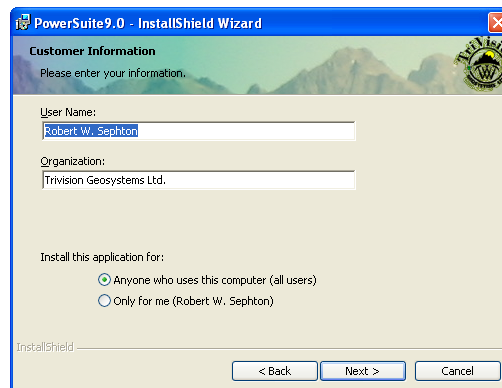 PowerSuite9.0 - InstallShield Wizard
Customer Information
Please enter your information.
TriVision
User Name:
Robert W. Sephton
Organization:
Trivision Geosystems Ltd.
Install this application for:
Anyone who uses this computer (all users)
Only for me (Robert W. Sephton)
InstallShield
< Back
Next >
Cancel